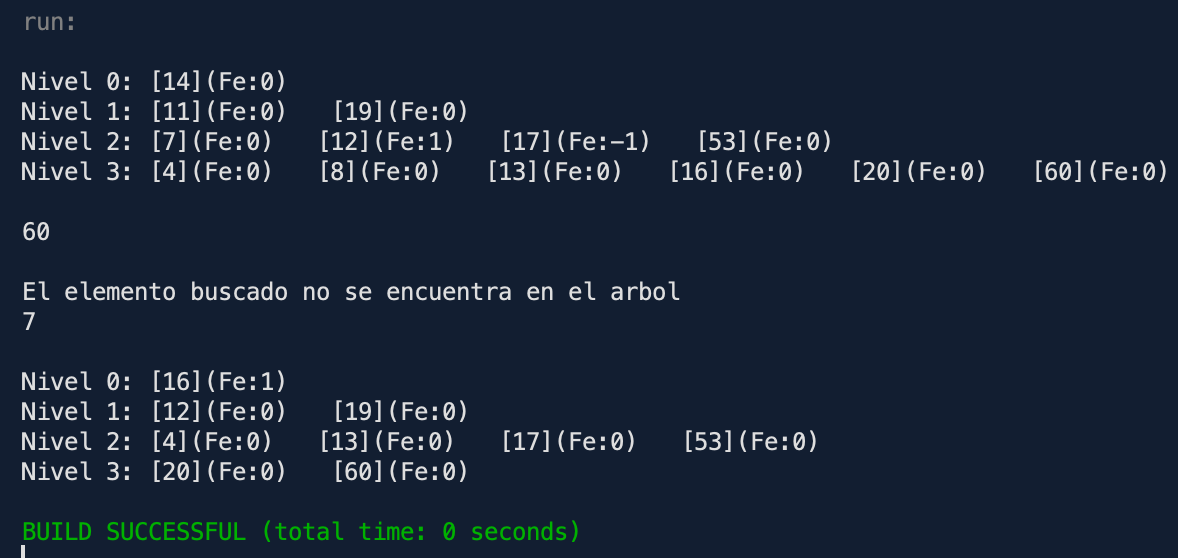 run:
Nivel 0: [14](Fe:0)
Nivel 1: [11](Fe:0)   [19](Fe:0)
Nivel 2: [7](Fe:0)   [12](Fe:1)   [17](Fe:-1)   [53](Fe:0)
Nivel 3: [4](Fe:0)   [8](Fe:0)   [13](Fe:0)   [16](Fe:0)   [20](Fe:0)   [60](Fe:0)
60
El elemento buscado no se encuentra en el arbol
7
Nivel 0: [16](Fe:1)
Nivel 1: [12](Fe:0)   [19](Fe:0)
Nivel 2: [4](Fe:0)   [13](Fe:0)   [17](Fe:0)   [53](Fe:0)
Nivel 3: [20](Fe:0)   [60](Fe:0)
BUILD SUCCESSFUL (total time: 0 seconds)